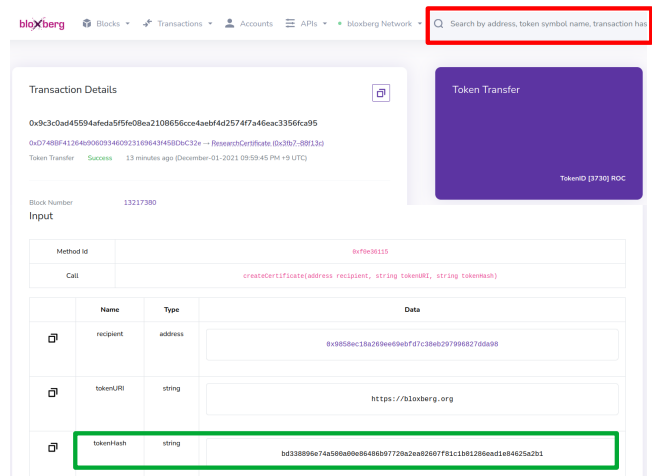 bloxberg Blocks Transactions Accounts APIs bloxberg Network Search by address, token symbol name, transaction has
Transaction Details
Token Transfer
0x9c3c0ad45594afeda5f5fe08ea2108656cce4aebf4d2574f7a46eac3356fca95
0xD748BF41264b906093460923169643f45BDbC32e → ResearchCertificate (0x3fb7–88f13c)
Token Transfer Success 13 minutes ago (December-01-2021 09:59:45 PM +9 UTC)
TokenID [3730] ROC
Block Number 13217380
Input
Method Id 0xf0e36115
Call createCertificate(address recipient, string tokenURI, string tokenHash)
Name Type Data
recipient address 0x9858ec18a269ee69ebfd7c38eb297996827dda98
tokenURI string https://bloxberg.org
tokenHash string bd338896e74a500a00e86486b97720a2ea02607f81c1b01286ead1e84625a2b1